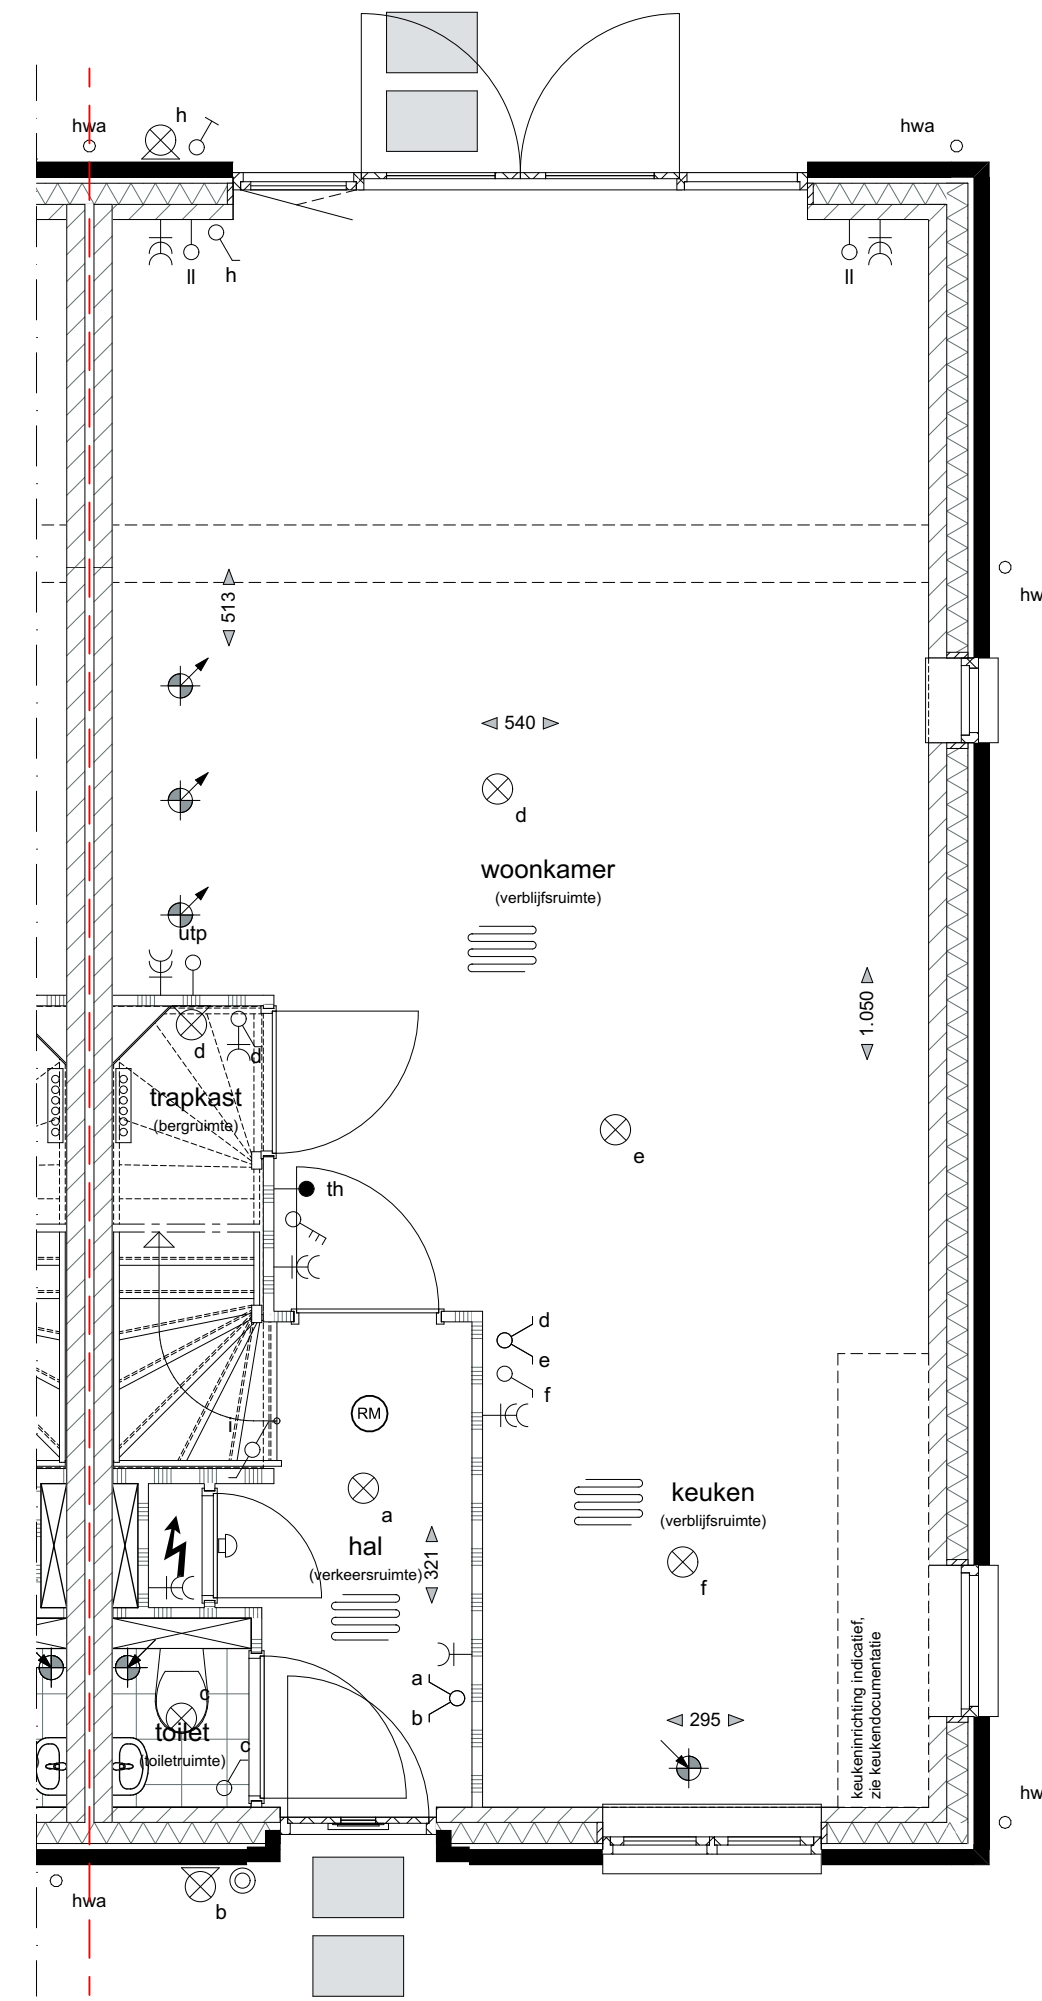 hwa
h
hwa
ll
h
ll
hw
513
540
d
woonkamer
(verblijfsruimte)
utp
1.050
d
d
trapkast
(bergruimte)
e
th
d
e
f
RM
i
a
keuken
(verblijfsruimte)
hal
(verkeersruimte)
321
f
keukeninrichting indicatief,
zie keukendocumentatie
a
b
c
toilet
(toiletruimte)
c
295
hw
hwa
b